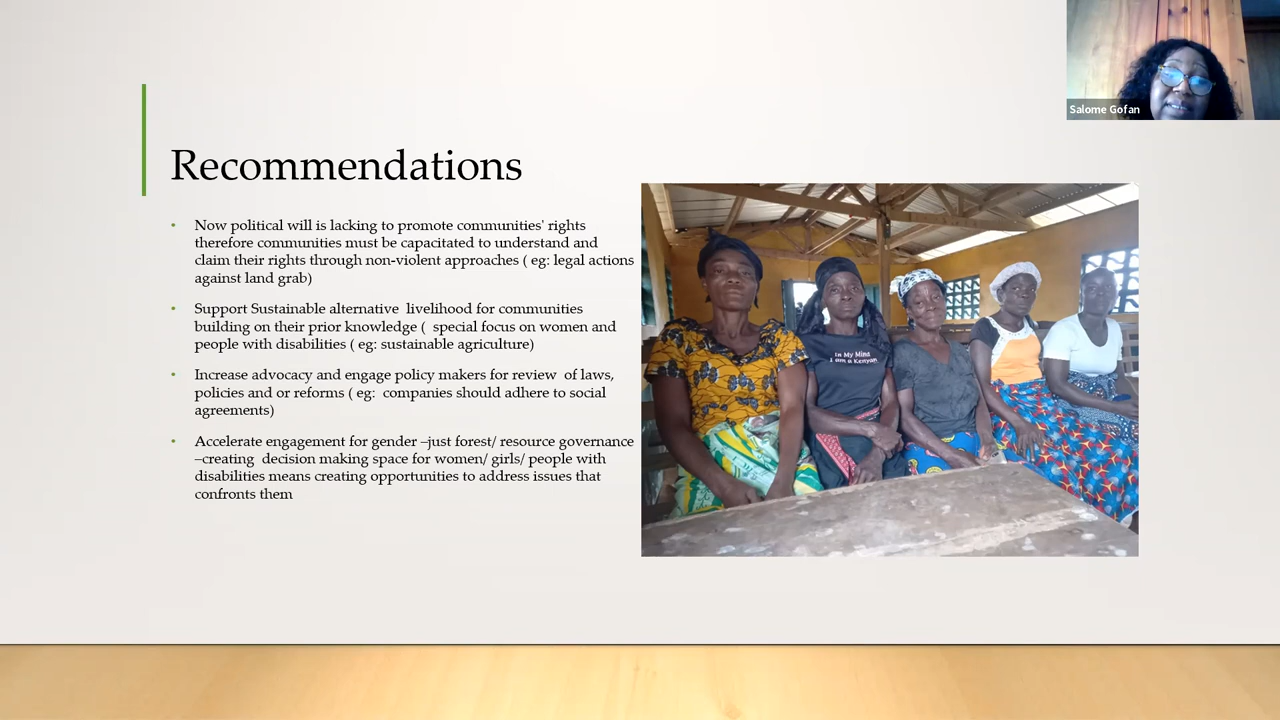 Salome Gofan
Recommendations
• Now political will is lacking to promote communities' rights
therefore communities must be capacitated to understand and
claim their rights through non-violent approaches ( eg: legal actions
against land grab)
• Support Sustainable alternative  livelihood for communities
building on their prior knowledge (  special focus on women and
people with disabilities ( eg: sustainable agriculture)
• Increase advocacy and engage policy makers for review  of laws,
policies and or reforms ( eg:  companies should adhere to social
agreements)
• Accelerate engagement for gender –just forest/ resource governance
–creating  decision making space for women/ girls/ people with
disabilities means creating opportunities to address issues that
confronts them
In My Mind
I am a Kenyan